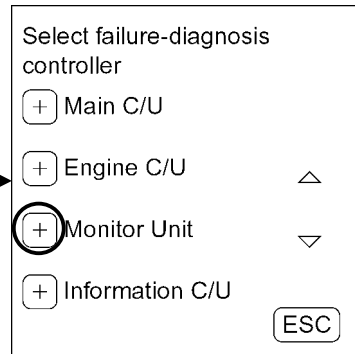 Select failure-diagnosis
controller
+ Main C/U
+ Engine C/U
+ Monitor Unit
+ Information C/U
ESC